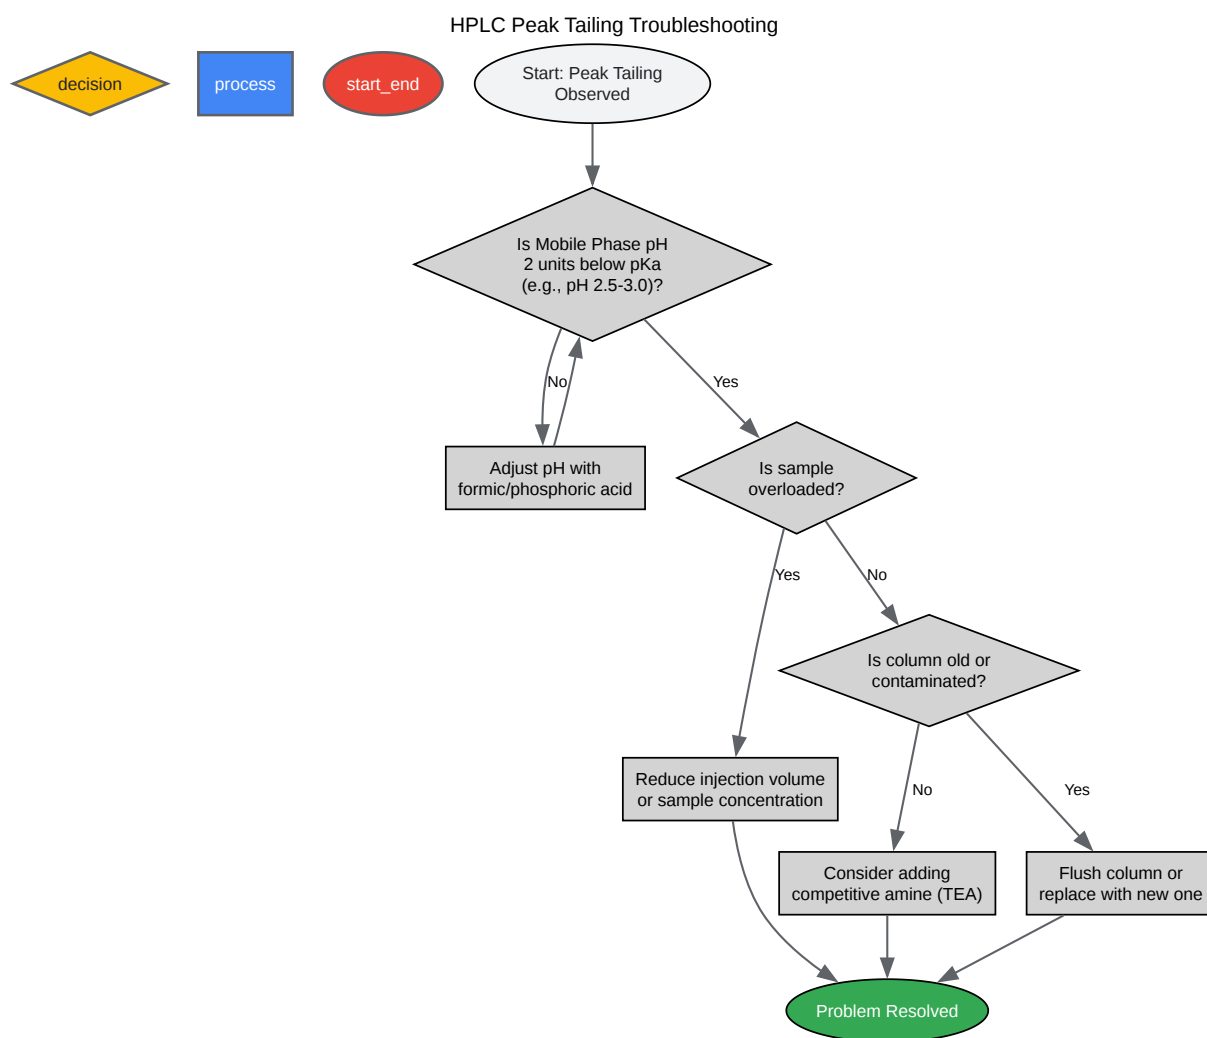 HPLC Peak Tailing Troubleshooting
decision
process
start_end
Start: Peak Tailing
Observed
Is Mobile Phase pH
2 units below pKa
(e.g., pH 2.5-3.0)?
No
Yes
Adjust pH with
formic/phosphoric acid
Is sample
overloaded?
Yes
No
Is column old or
contaminated?
Reduce injection volume
or sample concentration
No
Yes
Consider adding
competitive amine (TEA)
Flush column or
replace with new one
Problem Resolved